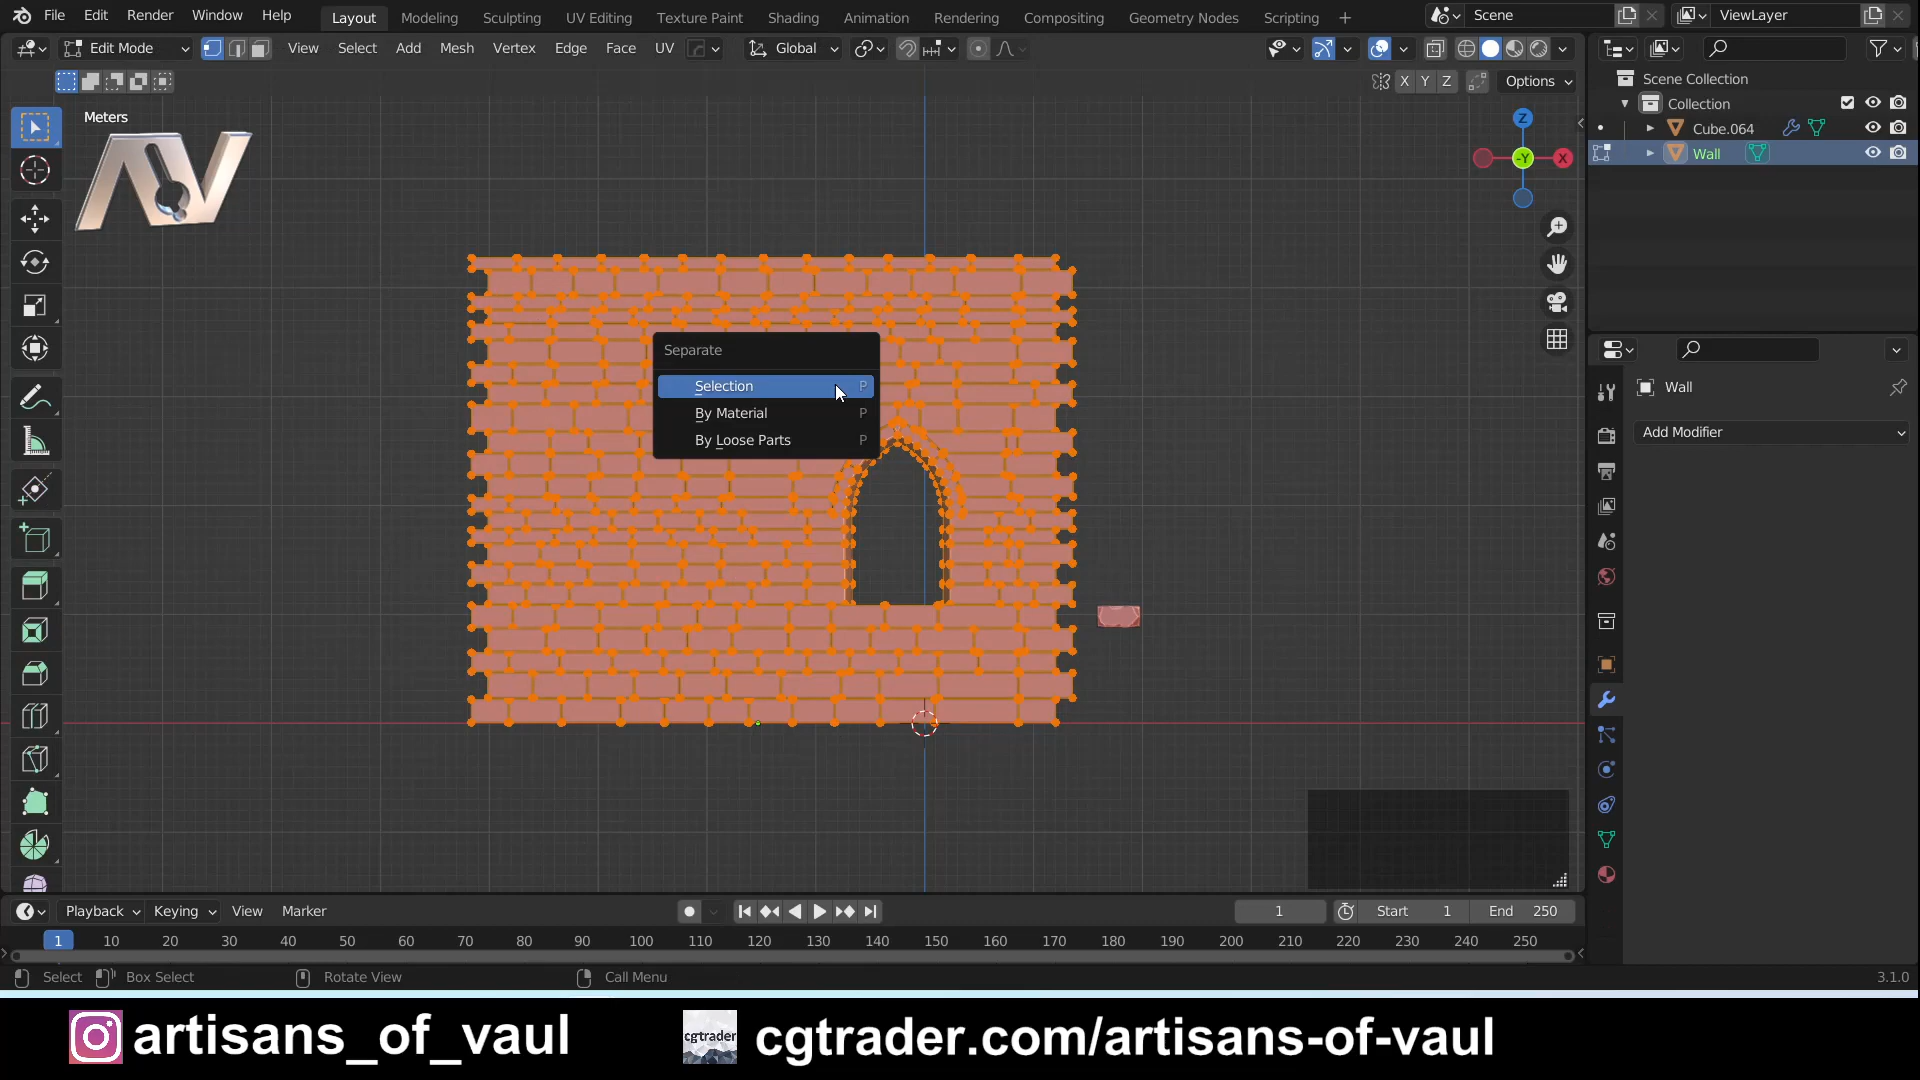 File Edit Render Window Help Layout Modeling Sculpting UV Editing Texture Paint Shading Animation Rendering Compositing Geometry Nodes Scripting + Scene ViewLayer
Edit Mode View Select Add Mesh Vertex Edge Face UV Global
X Y Z Options
Scene Collection
Collection
Cube.064
Wall
Meters
AV
Z
-Y X
Separate
Selection P
By Material P
By Loose Parts P
Wall
Add Modifier
Playback Keying View Marker 1 Start 1 End 250
1 10 20 30 40 50 60 70 80 90 100 110 120 130 140 150 160 170 180 190 200 210 220 230 240 250
Select Box Select Rotate View Call Menu 3.1.0
artisans_of_vaul cgtrader cgtrader.com/artisans-of-vaul